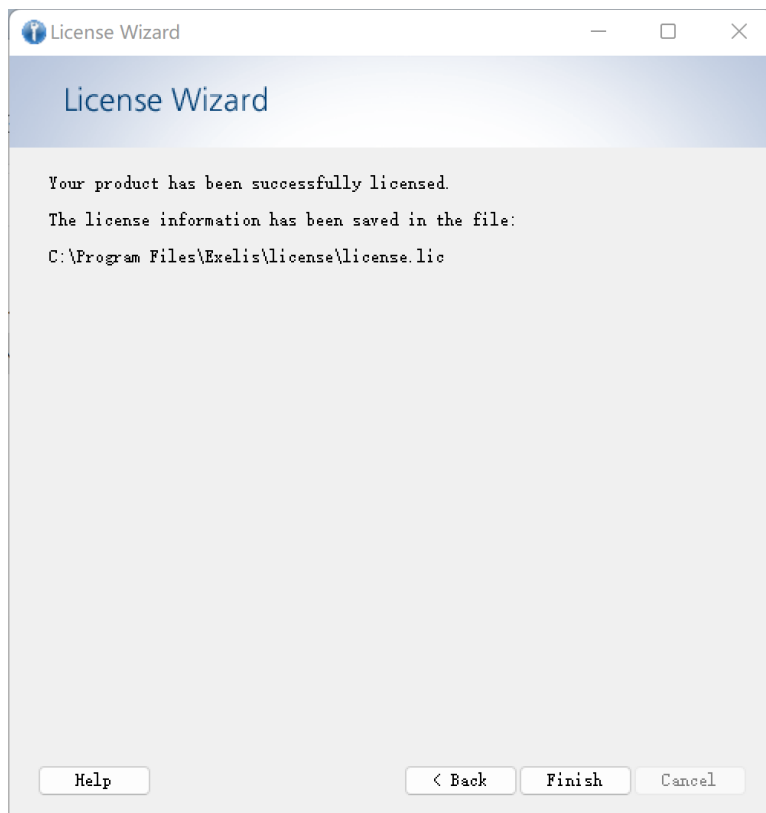 License Wizard
License Wizard
Your product has been successfully licensed.
The license information has been saved in the file:
C:\Program Files\Exelis\license\license.lic
Help
< Back
Finish
Cancel